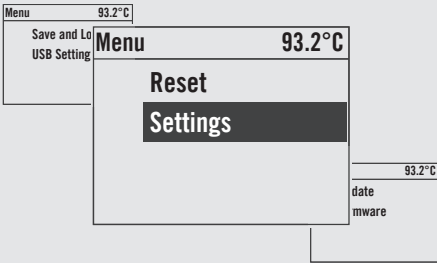 Menu 93.2°C
Save and Lo
USB Setting
Menu 93.2°C
Reset
Settings
93.2°C
date
mware